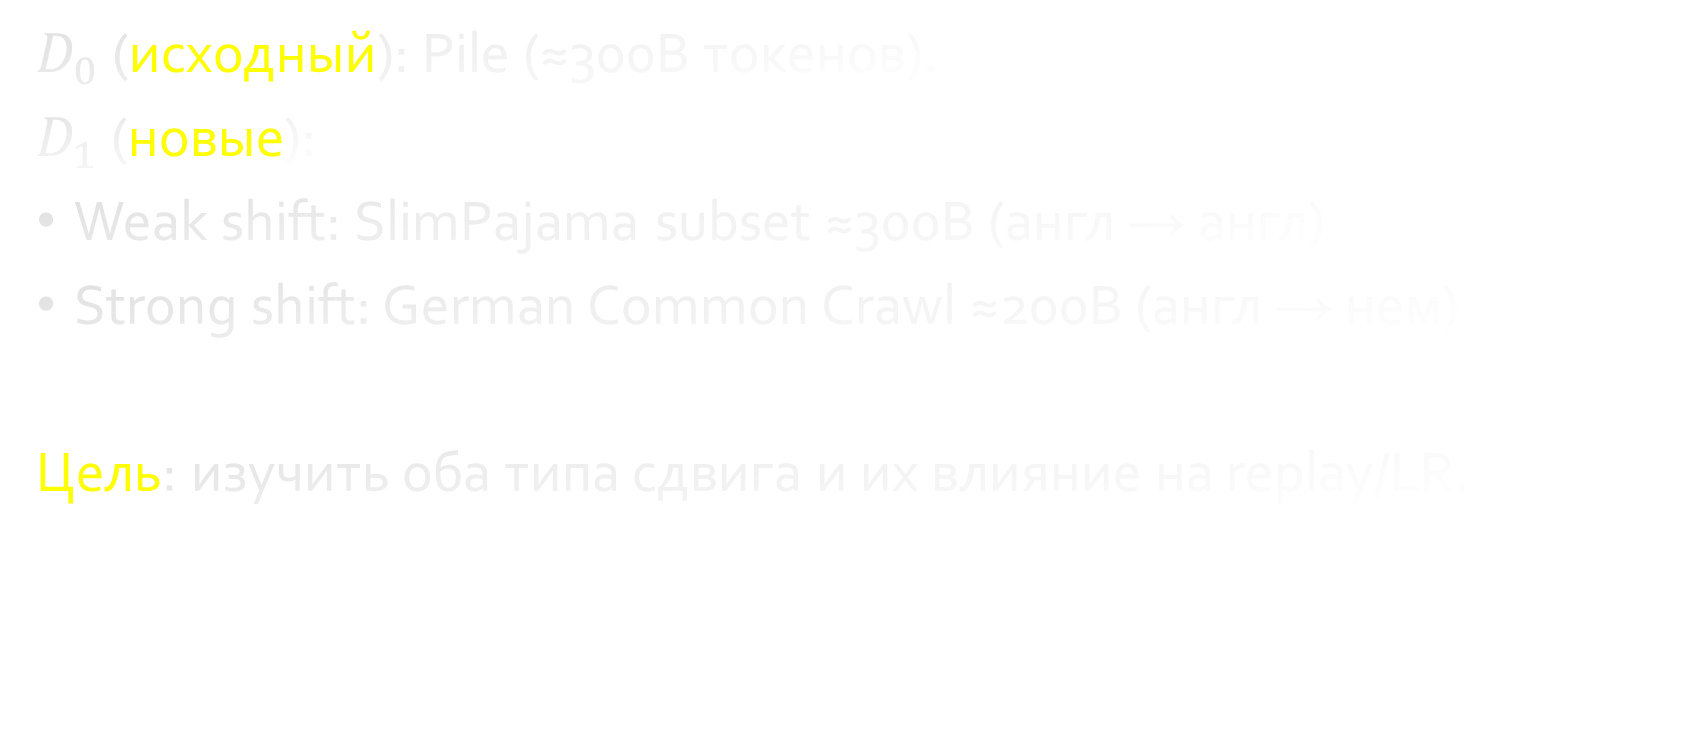 D₀ (исходный): Pile (≈300B токенов).
D₁ (новые):
• Weak shift: SlimPajama subset ≈300B (англ → англ)
• Strong shift: German Common Crawl ≈200B (англ → нем)
Цель: изучить оба типа сдвига и их влияние на replay/LR.